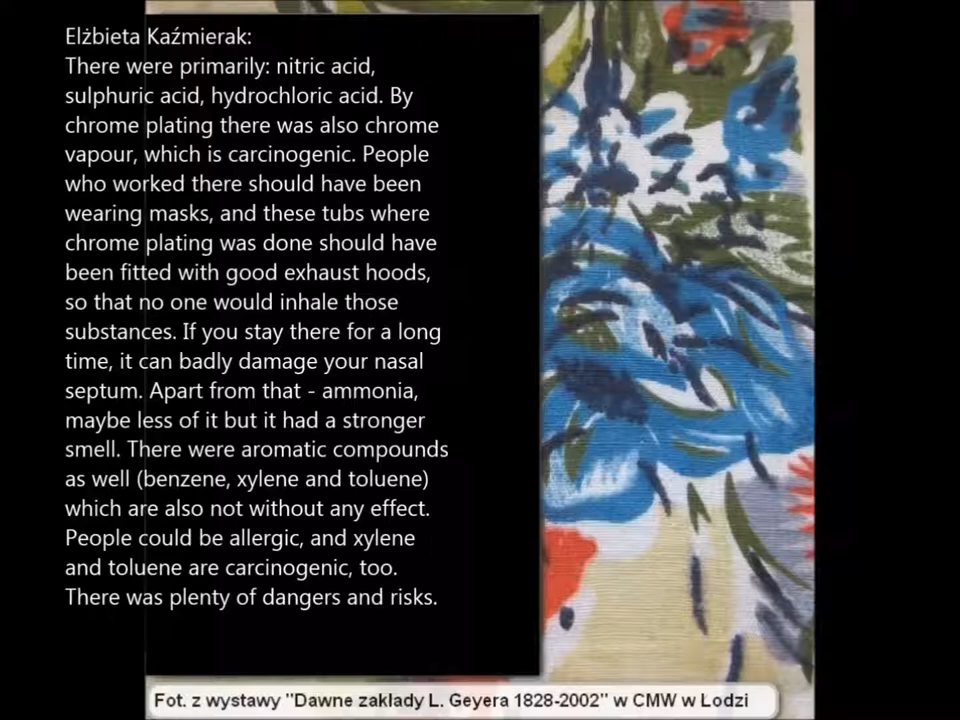 Elżbieta Kaźmierak:
There were primarily: nitric acid,
sulphuric acid, hydrochloric acid. By
chrome plating there was also chrome
vapour, which is carcinogenic. People
who worked there should have been
wearing masks, and these tubs where
chrome plating was done should have
been fitted with good exhaust hoods,
so that no one would inhale those
substances. If you stay there for a long
time, it can badly damage your nasal
septum. Apart from that - ammonia,
maybe less of it but it had a stronger
smell. There were aromatic compounds
as well (benzene, xylene and toluene)
which are also not without any effect.
People could be allergic, and xylene
and toluene are carcinogenic, too.
There was plenty of dangers and risks.
Fot. z wystawy "Dawne zakłady L. Geyera 1828-2002" w CMW w Łodzi